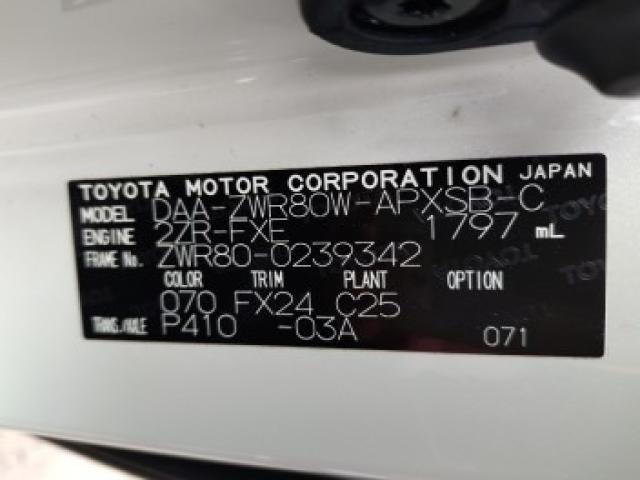 TOYOTA MOTOR CORPORATION JAPAN
MODEL DAA-ZWR80W-APXSB-C
ENGINE 2ZR-FXE 1797 mL
FRAME No. ZWR80-0239342
COLOR TRIM PLANT OPTION
070 FX24 C25
TRANS./AXLE P410 -03A 071